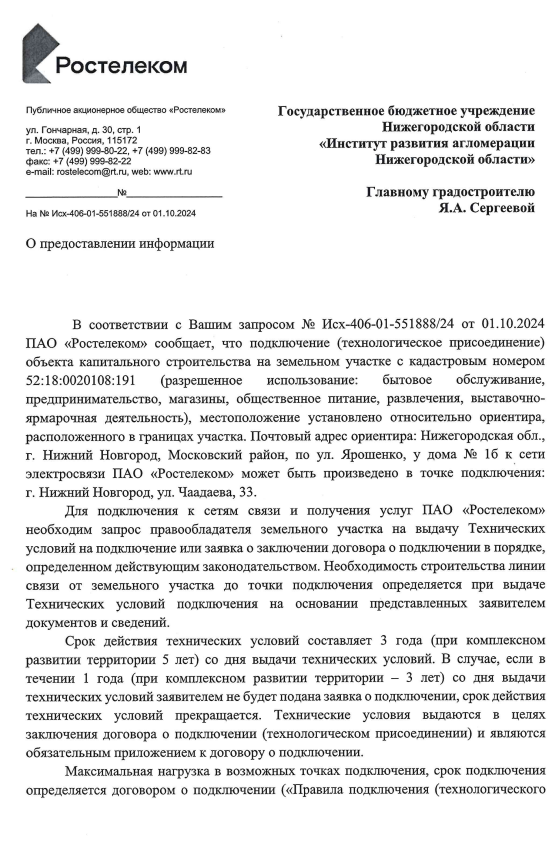 Ростелеком
Публичное акционерное общество «Ростелеком»
ул. Гончарная, д. 30, стр. 1
г. Москва, Россия, 115172
тел.: +7 (499) 999-80-22, +7 (499) 999-82-83
факс: +7 (499) 999-82-22
e-mail: rostelecom@rt.ru, web: www.rt.ru
№
На № Исх-406-01-551888/24 от 01.10.2024
Государственное бюджетное учреждение
Нижегородской области
«Институт развития агломерации
Нижегородской области»
Главному градостроителю
Я.А. Сергеевой
О предоставлении информации
В соответствии с Вашим запросом № Исх-406-01-551888/24 от 01.10.2024
ПАО «Ростелеком» сообщает, что подключение (технологическое присоединение)
объекта капитального строительства на земельном участке с кадастровым номером
52:18:0020108:191 (разрешенное использование: бытовое обслуживание,
предпринимательство, магазины, общественное питание, развлечения, выставочно-
ярмарочная деятельность), местоположение установлено относительно ориентира,
расположенного в границах участка. Почтовый адрес ориентира: Нижегородская обл.,
г. Нижний Новгород, Московский район, по ул. Ярошенко, у дома № 1б к сети
электросвязи ПАО «Ростелеком» может быть произведено в точке подключения:
г. Нижний Новгород, ул. Чаадаева, 33.
Для подключения к сетям связи и получения услуг ПАО «Ростелеком»
необходим запрос правообладателя земельного участка на выдачу Технических
условий на подключение или заявка о заключении договора о подключении в порядке,
определенном действующим законодательством. Необходимость строительства линии
связи от земельного участка до точки подключения определяется при выдаче
Технических условий подключения на основании представленных заявителем
документов и сведений.
Срок действия технических условий составляет 3 года (при комплексном
развитии территории 5 лет) со дня выдачи технических условий. В случае, если в
течении 1 года (при комплексном развитии территории – 3 лет) со дня выдачи
технических условий заявителем не будет подана заявка о подключении, срок действия
технических условий прекращается. Технические условия выдаются в целях
заключения договора о подключении (технологическом присоединении) и являются
обязательным приложением к договору о подключении.
Максимальная нагрузка в возможных точках подключения, срок подключения
определяется договором о подключении («Правила подключения (технологического